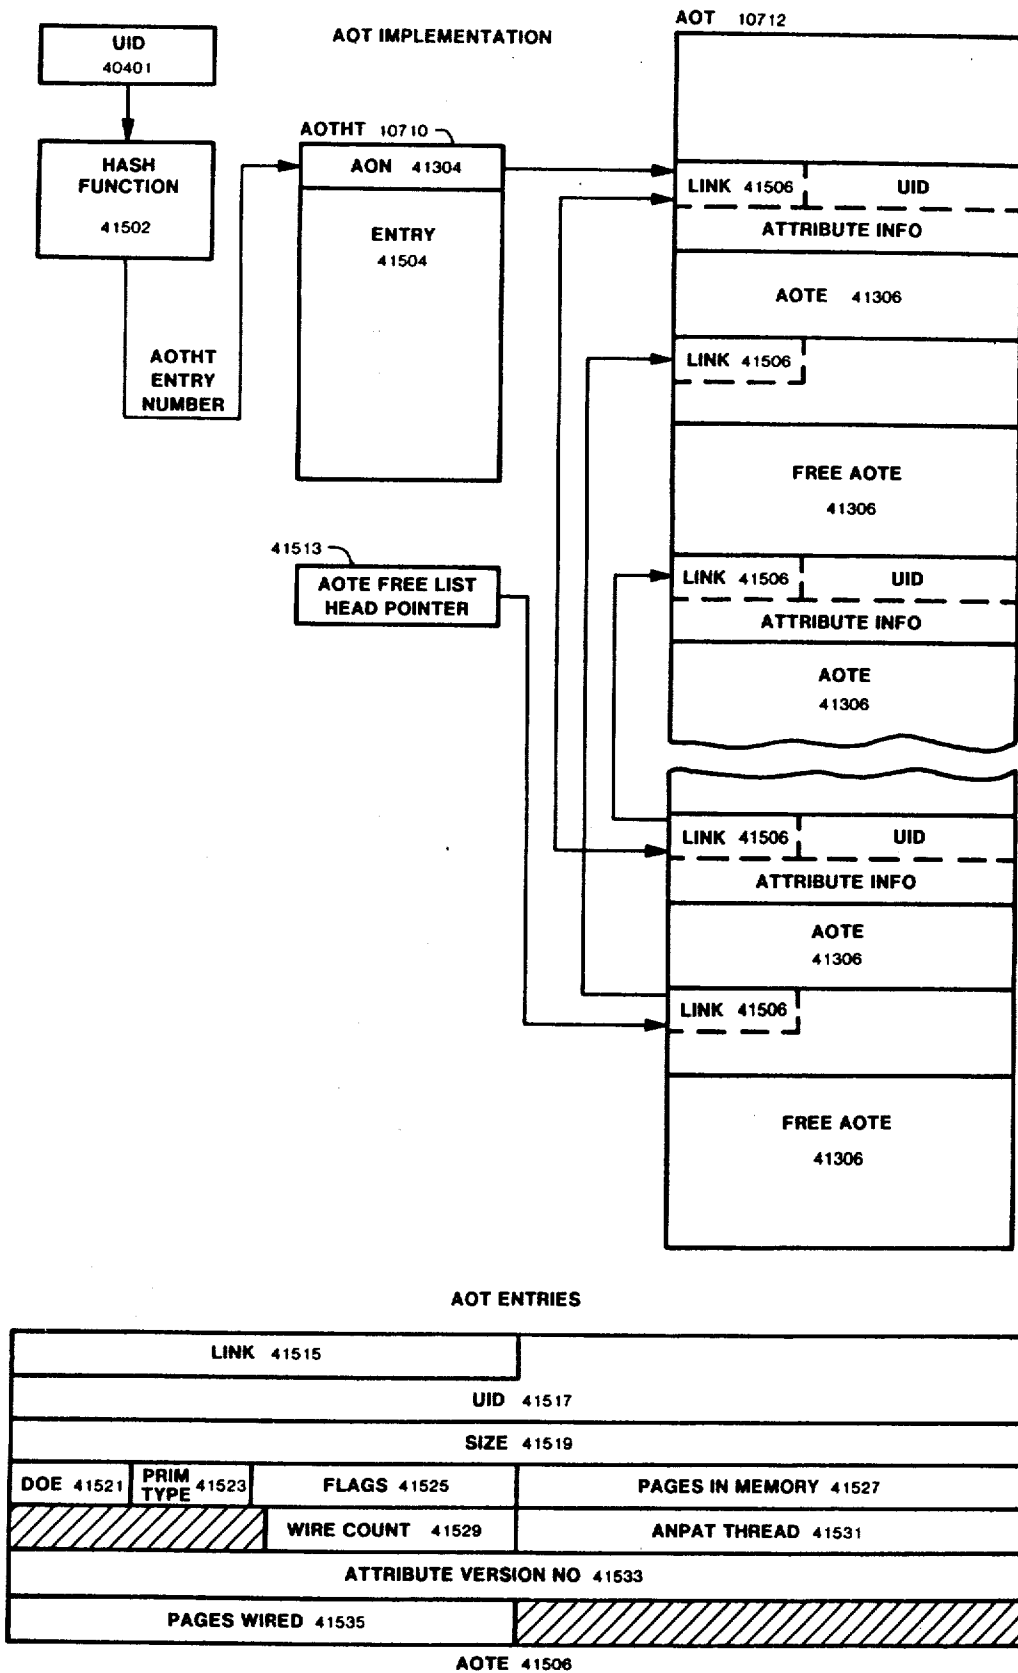 AOT IMPLEMENTATION
UID
40401
HASH
FUNCTION
41502
AOTHT
ENTRY
NUMBER
AOTHT 10710
AON 41304
ENTRY
41504
41513
AOTE FREE LIST
HEAD POINTER
AOT 10712
LINK 41506 UID
ATTRIBUTE INFO
AOTE 41306
LINK 41506
FREE AOTE
41306
LINK 41506 UID
ATTRIBUTE INFO
AOTE
41306
LINK 41506 UID
ATTRIBUTE INFO
AOTE
41306
LINK 41506
FREE AOTE
41306
AOT ENTRIES
LINK 41515
UID 41517
SIZE 41519
DOE 41521 PRIM TYPE 41523 FLAGS 41525 PAGES IN MEMORY 41527
WIRE COUNT 41529 ANPAT THREAD 41531
ATTRIBUTE VERSION NO 41533
PAGES WIRED 41535
AOTE 41506